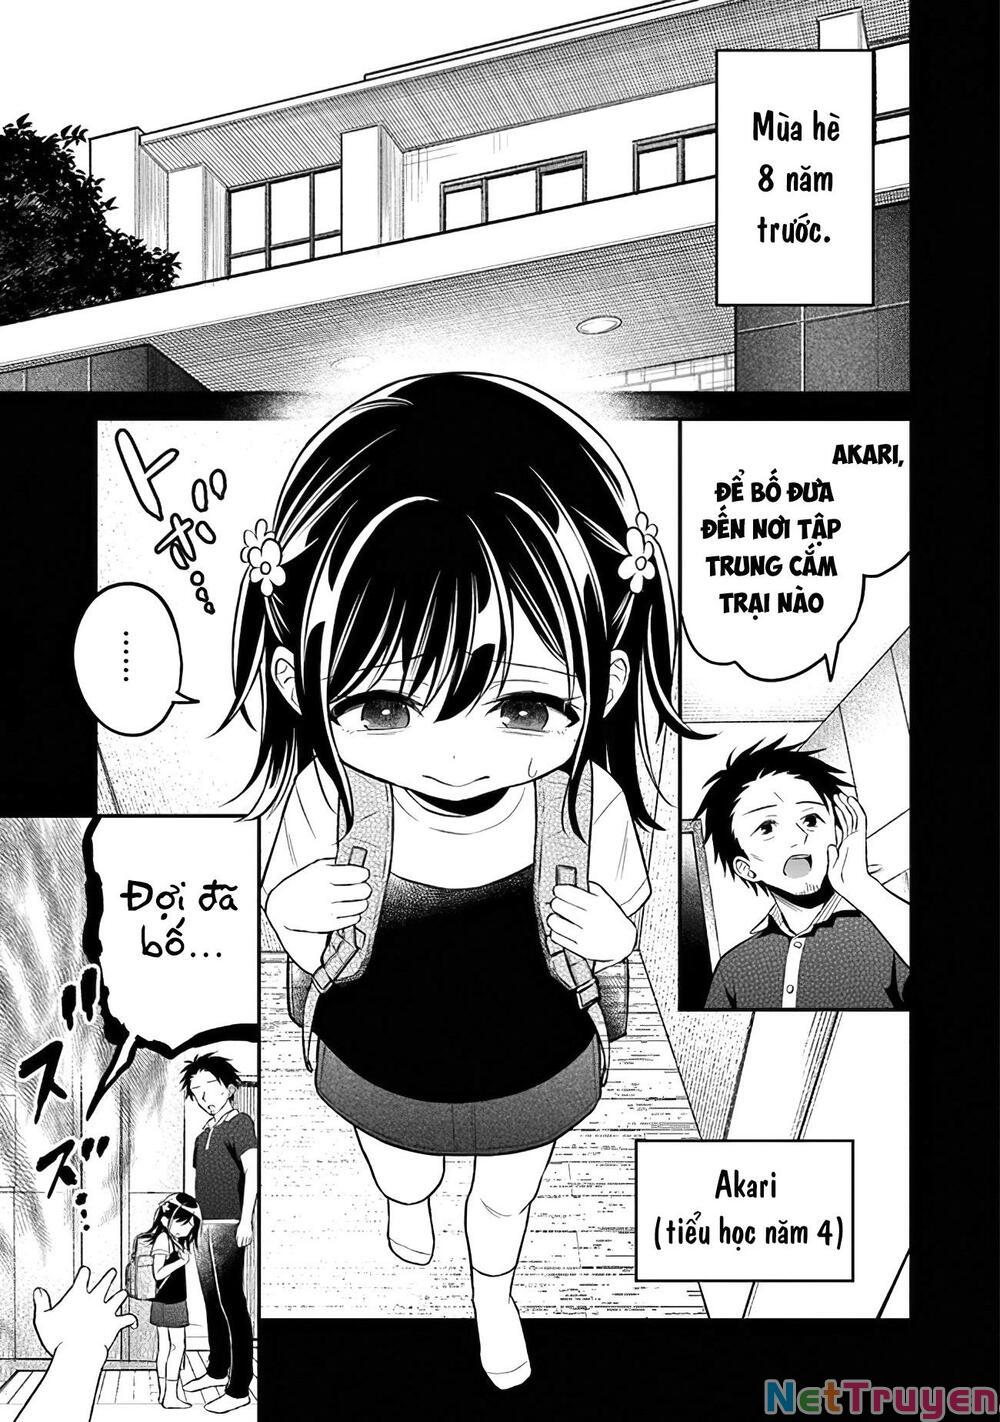 Mùa hè
8 năm
trước.
AKARI,
ĐỂ BỐ ĐƯA
ĐẾN NƠI TẬP
TRUNG CẮM
TRẠI NÀO
トボ。。。
……
Akari
(tiểu học năm 4)
Đợi đã
bố...
ズズ…
NetTruyen